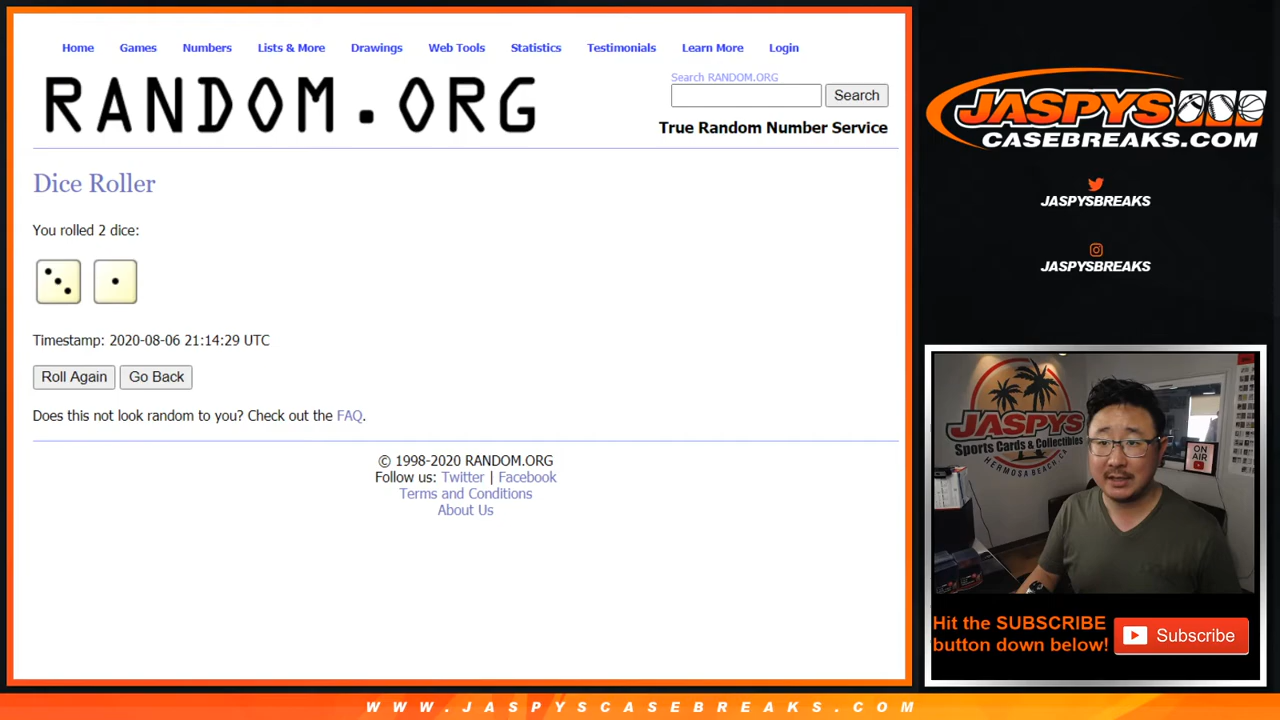 Home Games Numbers Lists & More Drawings Web Tools Statistics Testimonials Learn More Login
RANDOM.ORG
Search RANDOM.ORG
Search
True Random Number Service
Dice Roller
You rolled 2 dice:
Timestamp: 2020-08-06 21:14:29 UTC
Roll Again Go Back
Does this not look random to you? Check out the FAQ.
© 1998-2020 RANDOM.ORG
Follow us: Twitter | Facebook
Terms and Conditions
About Us
JASPYS
CASEBREAKS.COM
JASPYSBREAKS
JASPYSBREAKS
JASPYS
Sports Cards & Collectibles
HERMOSA BEACH, CA
ON
AIR
Hit the SUBSCRIBE
button down below!
Subscribe
WWW.JASPYSCASEBREAKS.COM